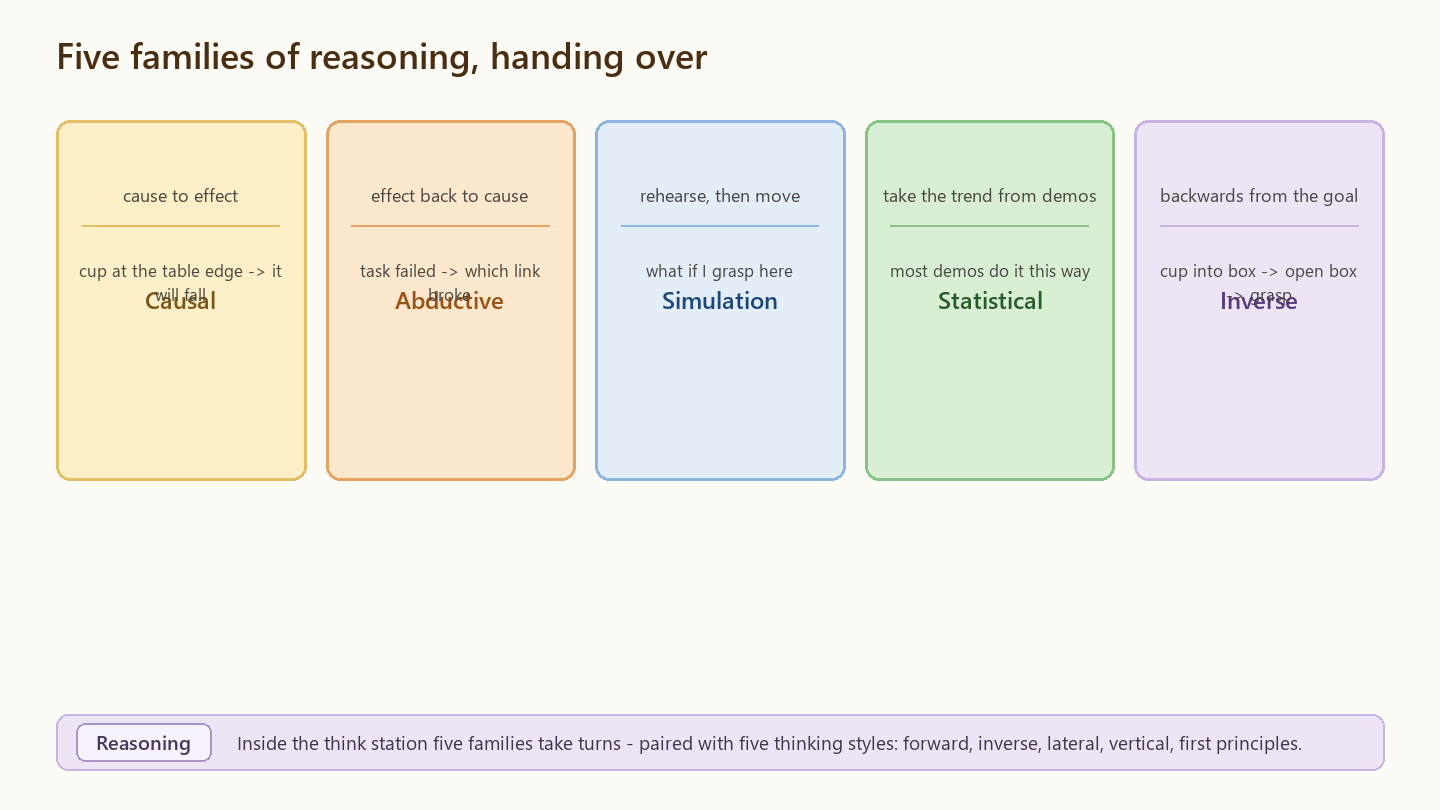 Five families of reasoning, handing over
cause to effect
cup at the table edge -> it
will fall
Causal
effect back to cause
task failed -> which link
broke
Abductive
rehearse, then move
what if I grasp here
Simulation
take the trend from demos
most demos do it this way
Statistical
backwards from the goal
cup into box -> open box
-> grasp
Inverse
Reasoning
Inside the think station five families take turns - paired with five thinking styles: forward, inverse, lateral, vertical, first principles.